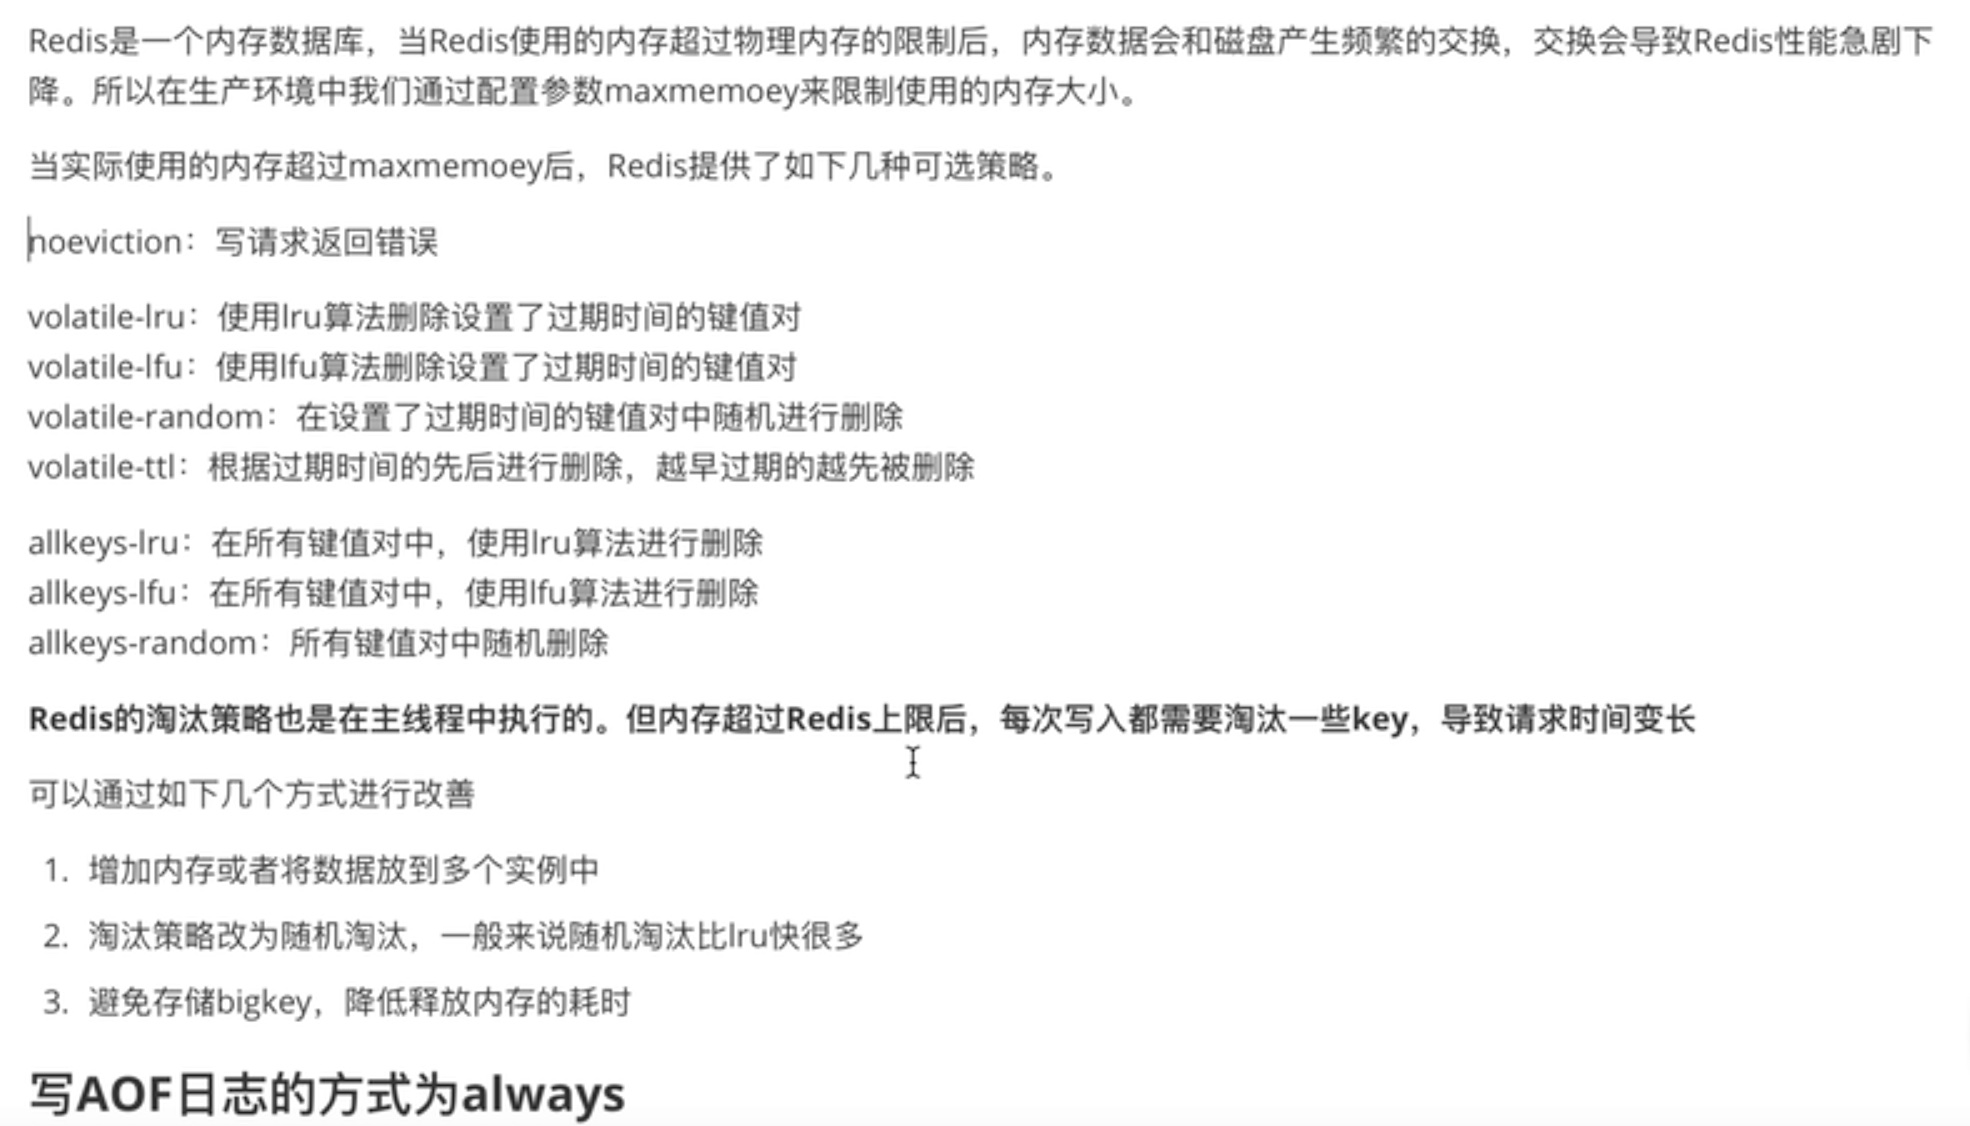 Redis是一个内存数据库，当Redis使用的内存超过物理内存的限制后，内存数据会和磁盘产生频繁的交换，交换会导致Redis性能急剧下
降。所以在生产环境中我们通过配置参数maxmemoey来限制使用的内存大小。
当实际使用的内存超过maxmemoey后，Redis提供了如下几种可选策略。
noeviction：写请求返回错误
volatile-lru：使用lru算法删除设置了过期时间的键值对
volatile-lfu：使用lfu算法删除设置了过期时间的键值对
volatile-random：在设置了过期时间的键值对中随机进行删除
volatile-ttl：根据过期时间的先后进行删除，越早过期的越先被删除
allkeys-lru：在所有键值对中，使用lru算法进行删除
allkeys-lfu：在所有键值对中，使用lfu算法进行删除
allkeys-random：所有键值对中随机删除
Redis的淘汰策略也是在主线程中执行的。但内存超过Redis上限后，每次写入都需要淘汰一些key，导致请求时间变长
可以通过如下几个方式进行改善
1. 增加内存或者将数据放到多个实例中
2. 淘汰策略改为随机淘汰，一般来说随机淘汰比lru快很多
3. 避免存储bigkey，降低释放内存的耗时
写AOF日志的方式为always